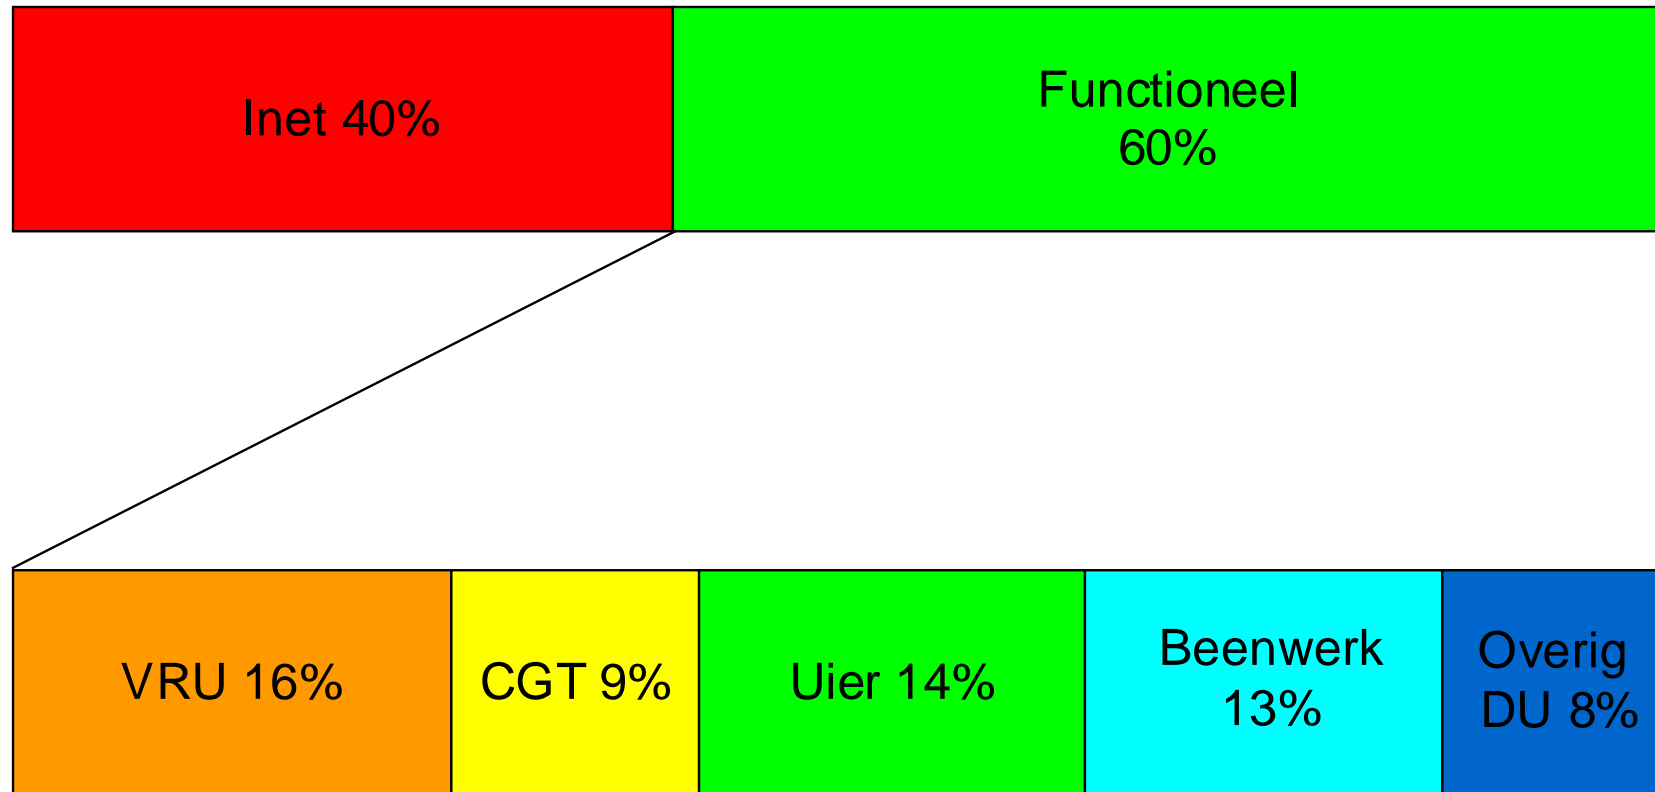 Inet 40%
Functioneel
60%
VRU 16%
CGT 9%
Uier 14%
Beenwerk
13%
Overig
DU 8%